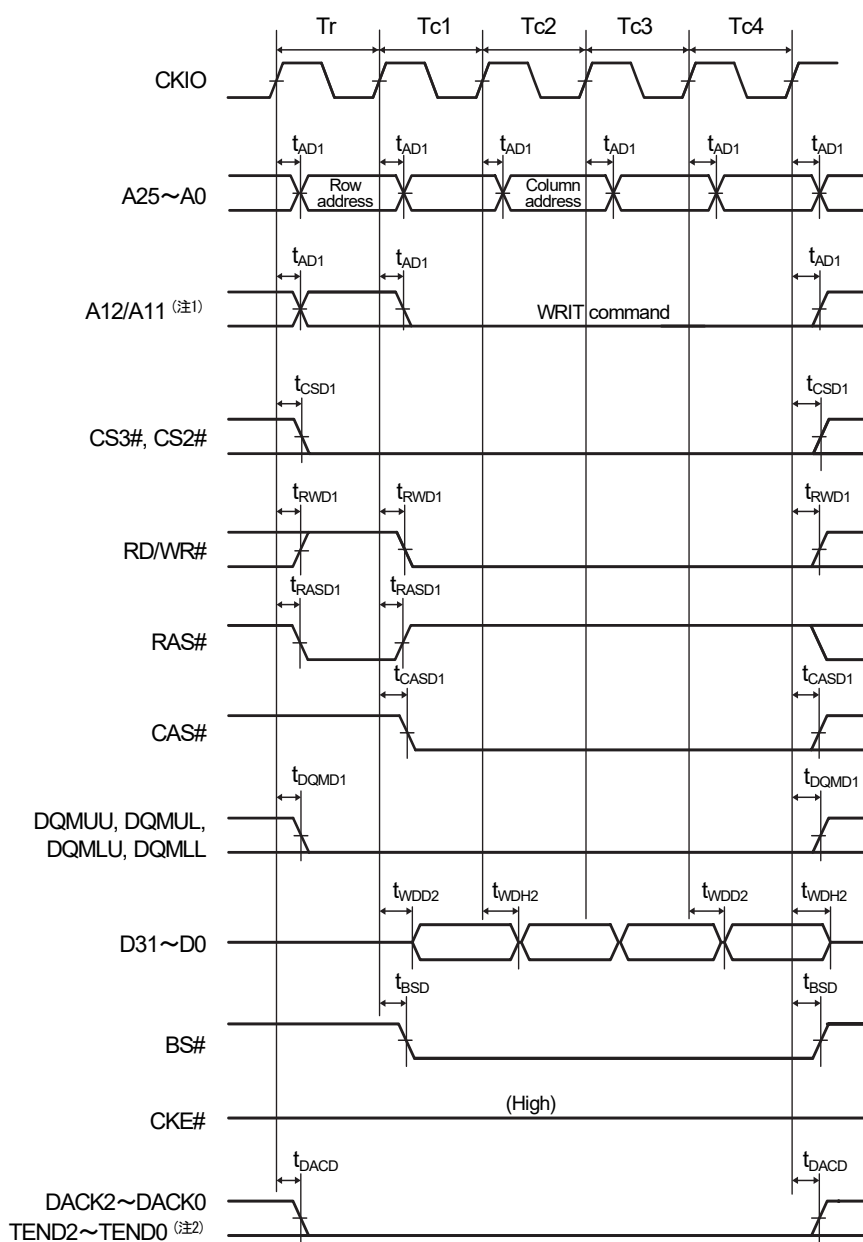 Tr Tc1 Tc2 Tc3 Tc4
CKIO
tAD1 tAD1 tAD1 tAD1 tAD1 tAD1
A25～A0
Row address
Column address
tAD1 tAD1 tAD1
A12/A11 (注1)
WRIT command
tCSD1 tCSD1
CS3#, CS2#
tRWD1 tRWD1 tRWD1
RD/WR#
tRASD1 tRASD1
RAS#
tCASD1 tCASD1
CAS#
tDQMD1 tDQMD1
DQMUU, DQMUL,
DQMLU, DQMLL
tWDD2 tWDH2 tWDD2 tWDH2
D31～D0
tBSD tBSD
BS#
(High)
CKE#
tDACD tDACD
DACK2～DACK0
TEND2～TEND0 (注2)